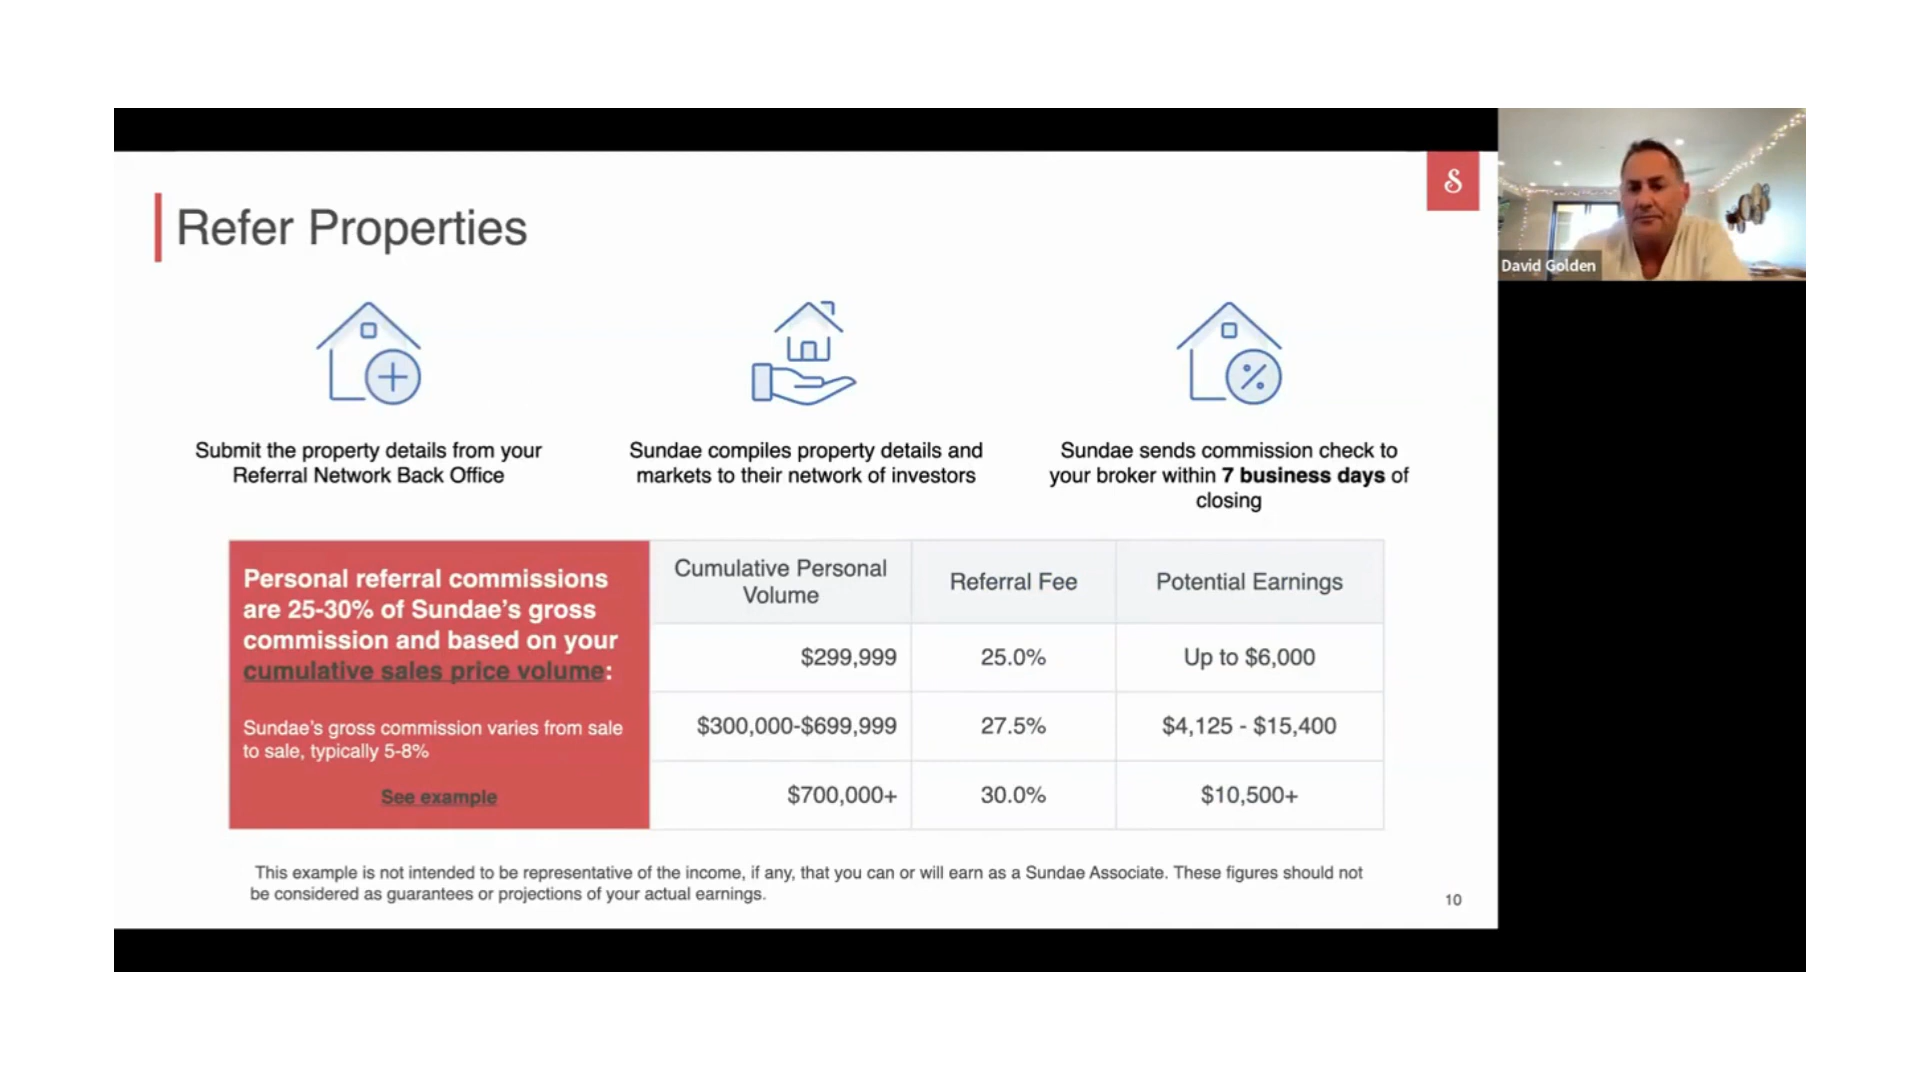 Refer Properties
S
David Golden
Submit the property details from your
Referral Network Back Office
Sundae compiles property details and
markets to their network of investors
Sundae sends commission check to
your broker within 7 business days of
closing
Personal referral commissions
are 25-30% of Sundae’s gross
commission and based on your
cumulative sales price volume:
Sundae’s gross commission varies from sale
to sale, typically 5-8%
See example
Cumulative Personal
Volume
Referral Fee
Potential Earnings
$299,999
25.0%
Up to $6,000
$300,000-$699,999
27.5%
$4,125 - $15,400
$700,000+
30.0%
$10,500+
This example is not intended to be representative of the income, if any, that you can or will earn as a Sundae Associate. These figures should not
be considered as guarantees or projections of your actual earnings.
10